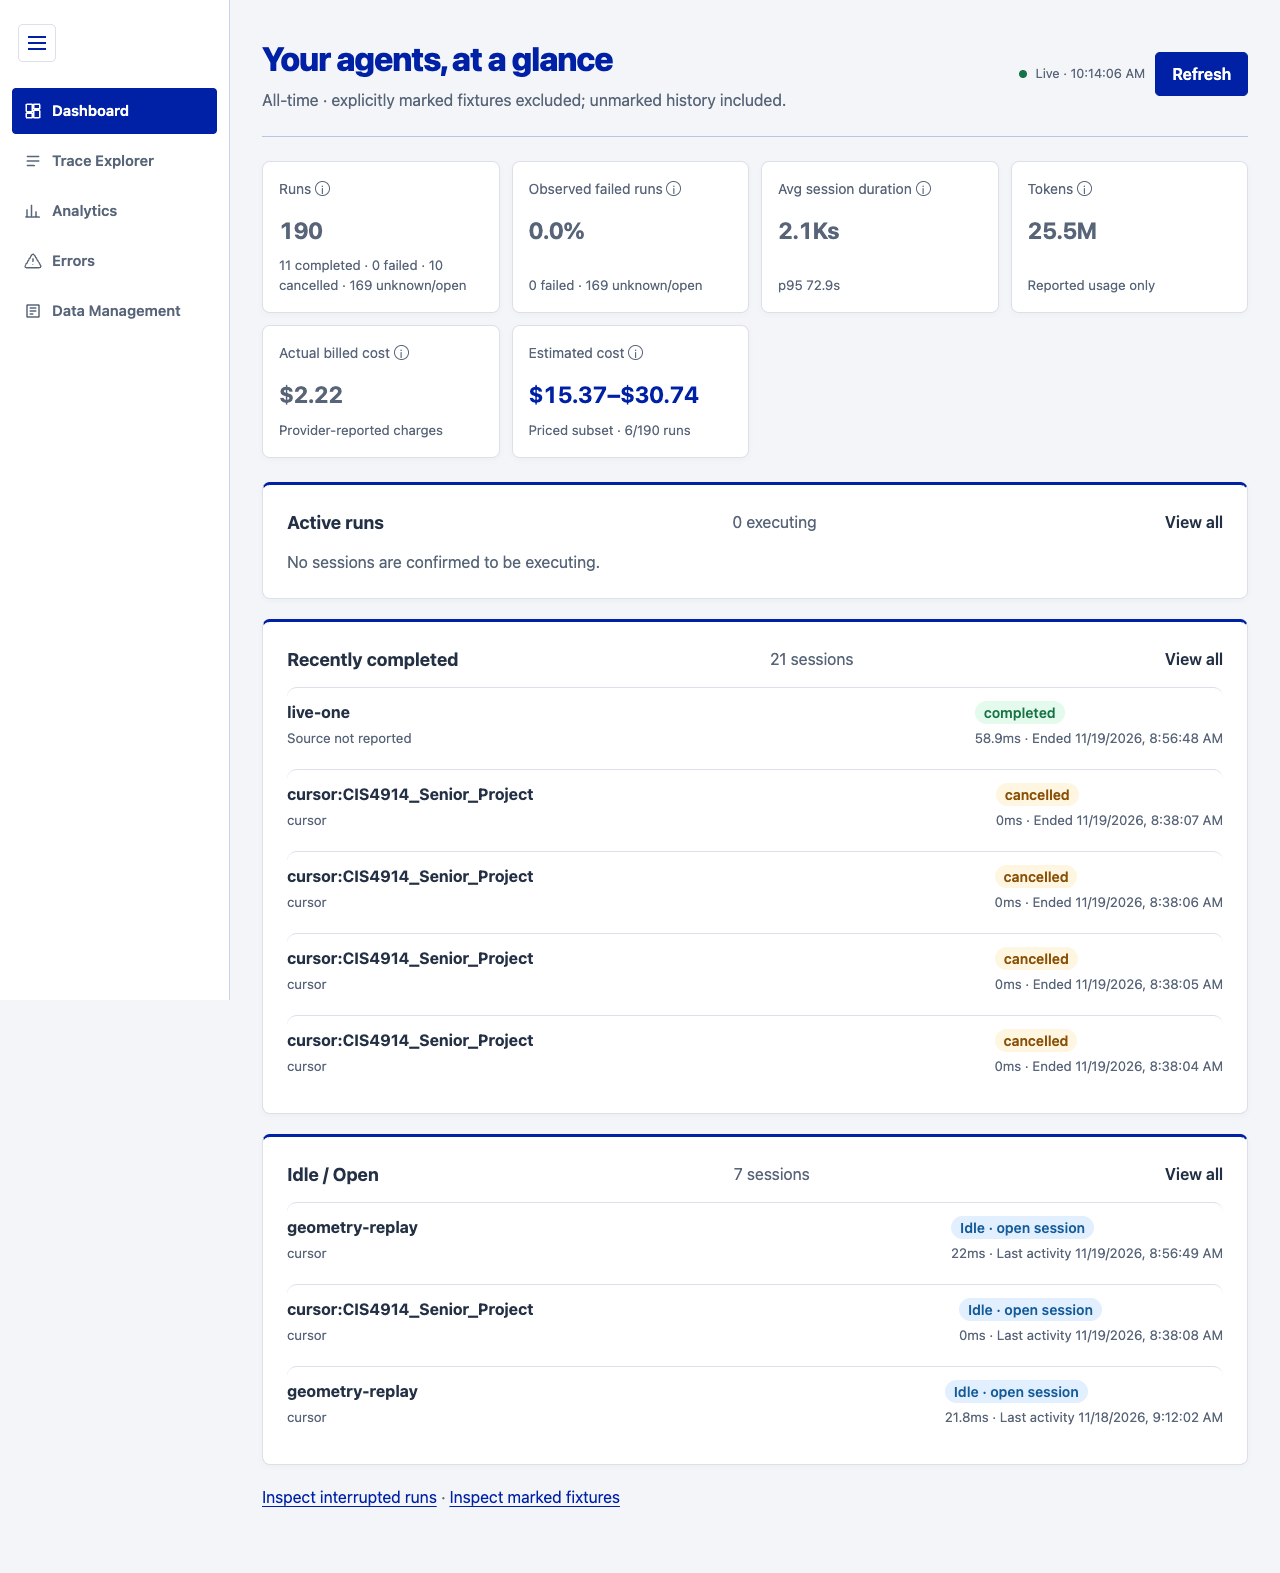 Dashboard
Trace Explorer
Analytics
Errors
Data Management
Your agents, at a glance
All-time · explicitly marked fixtures excluded; unmarked history included.
Live · 10:14:06 AM
Refresh
Runs
190
11 completed · 0 failed · 10
cancelled · 169 unknown/open
Observed failed runs
0.0%
0 failed · 169 unknown/open
Avg session duration
2.1Ks
p95 72.9s
Tokens
25.5M
Reported usage only
Actual billed cost
$2.22
Provider-reported charges
Estimated cost
$15.37–$30.74
Priced subset · 6/190 runs
Active runs
0 executing
View all
No sessions are confirmed to be executing.
Recently completed
21 sessions
View all
live-one
completed
Source not reported
58.9ms · Ended 11/19/2026, 8:56:48 AM
cursor:CIS4914_Senior_Project
cancelled
cursor
0ms · Ended 11/19/2026, 8:38:07 AM
cursor:CIS4914_Senior_Project
cancelled
cursor
0ms · Ended 11/19/2026, 8:38:06 AM
cursor:CIS4914_Senior_Project
cancelled
cursor
0ms · Ended 11/19/2026, 8:38:05 AM
cursor:CIS4914_Senior_Project
cancelled
cursor
0ms · Ended 11/19/2026, 8:38:04 AM
Idle / Open
7 sessions
View all
geometry-replay
Idle · open session
cursor
22ms · Last activity 11/19/2026, 8:56:49 AM
cursor:CIS4914_Senior_Project
Idle · open session
cursor
0ms · Last activity 11/19/2026, 8:38:08 AM
geometry-replay
Idle · open session
cursor
21.8ms · Last activity 11/18/2026, 9:12:02 AM
Inspect interrupted runs · Inspect marked fixtures